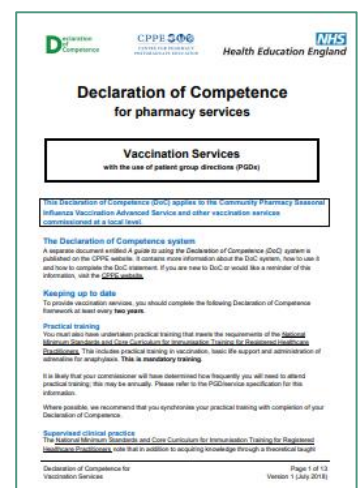 Declaration
of
Competence
CPPE
CENTRE FOR PHARMACY
POSTGRADUATE EDUCATION
NHS
Health Education England
Declaration of Competence
for pharmacy services
Vaccination Services
with the use of patient group directions (PGDs)
This Declaration of Competence (DoC) applies to the Community Pharmacy Seasonal
Influenza Vaccination Advanced Service and other vaccination services
commissioned at a local level.
The Declaration of Competence system
A separate document entitled A guide to using the Declaration of Competence (DoC) system is
published on the CPPE website. It contains more information about the DoC system, how to use it
and how to complete the DoC statement. If you are new to DoC or would like a reminder of this
information, visit the CPPE website.
Keeping up to date
To provide vaccination services, you should complete the following Declaration of Competence
framework at least every two years.
Practical training
You must also have undertaken practical training that meets the requirements of the National
Minimum Standards and Core Curriculum for Immunisation Training for Registered Healthcare
Practitioners. This includes practical training in vaccination, basic life support and administration of
adrenaline for anaphylaxis. This is mandatory training.
It is likely that your commissioner will have determined how frequently you will need to attend
practical training; this may be annually. Please refer to the PGD/service specification for this
information.
Where possible, we recommend that you synchronise your practical training with completion of your
Declaration of Competence.
Supervised clinical practice
The National Minimum Standards and Core Curriculum for Immunisation Training for Registered
Healthcare Practitioners note that in addition to acquiring knowledge through a theoretical taught
Declaration of Competence for
Vaccination Services
Page 1 of 13
Version 1 (July 2018)